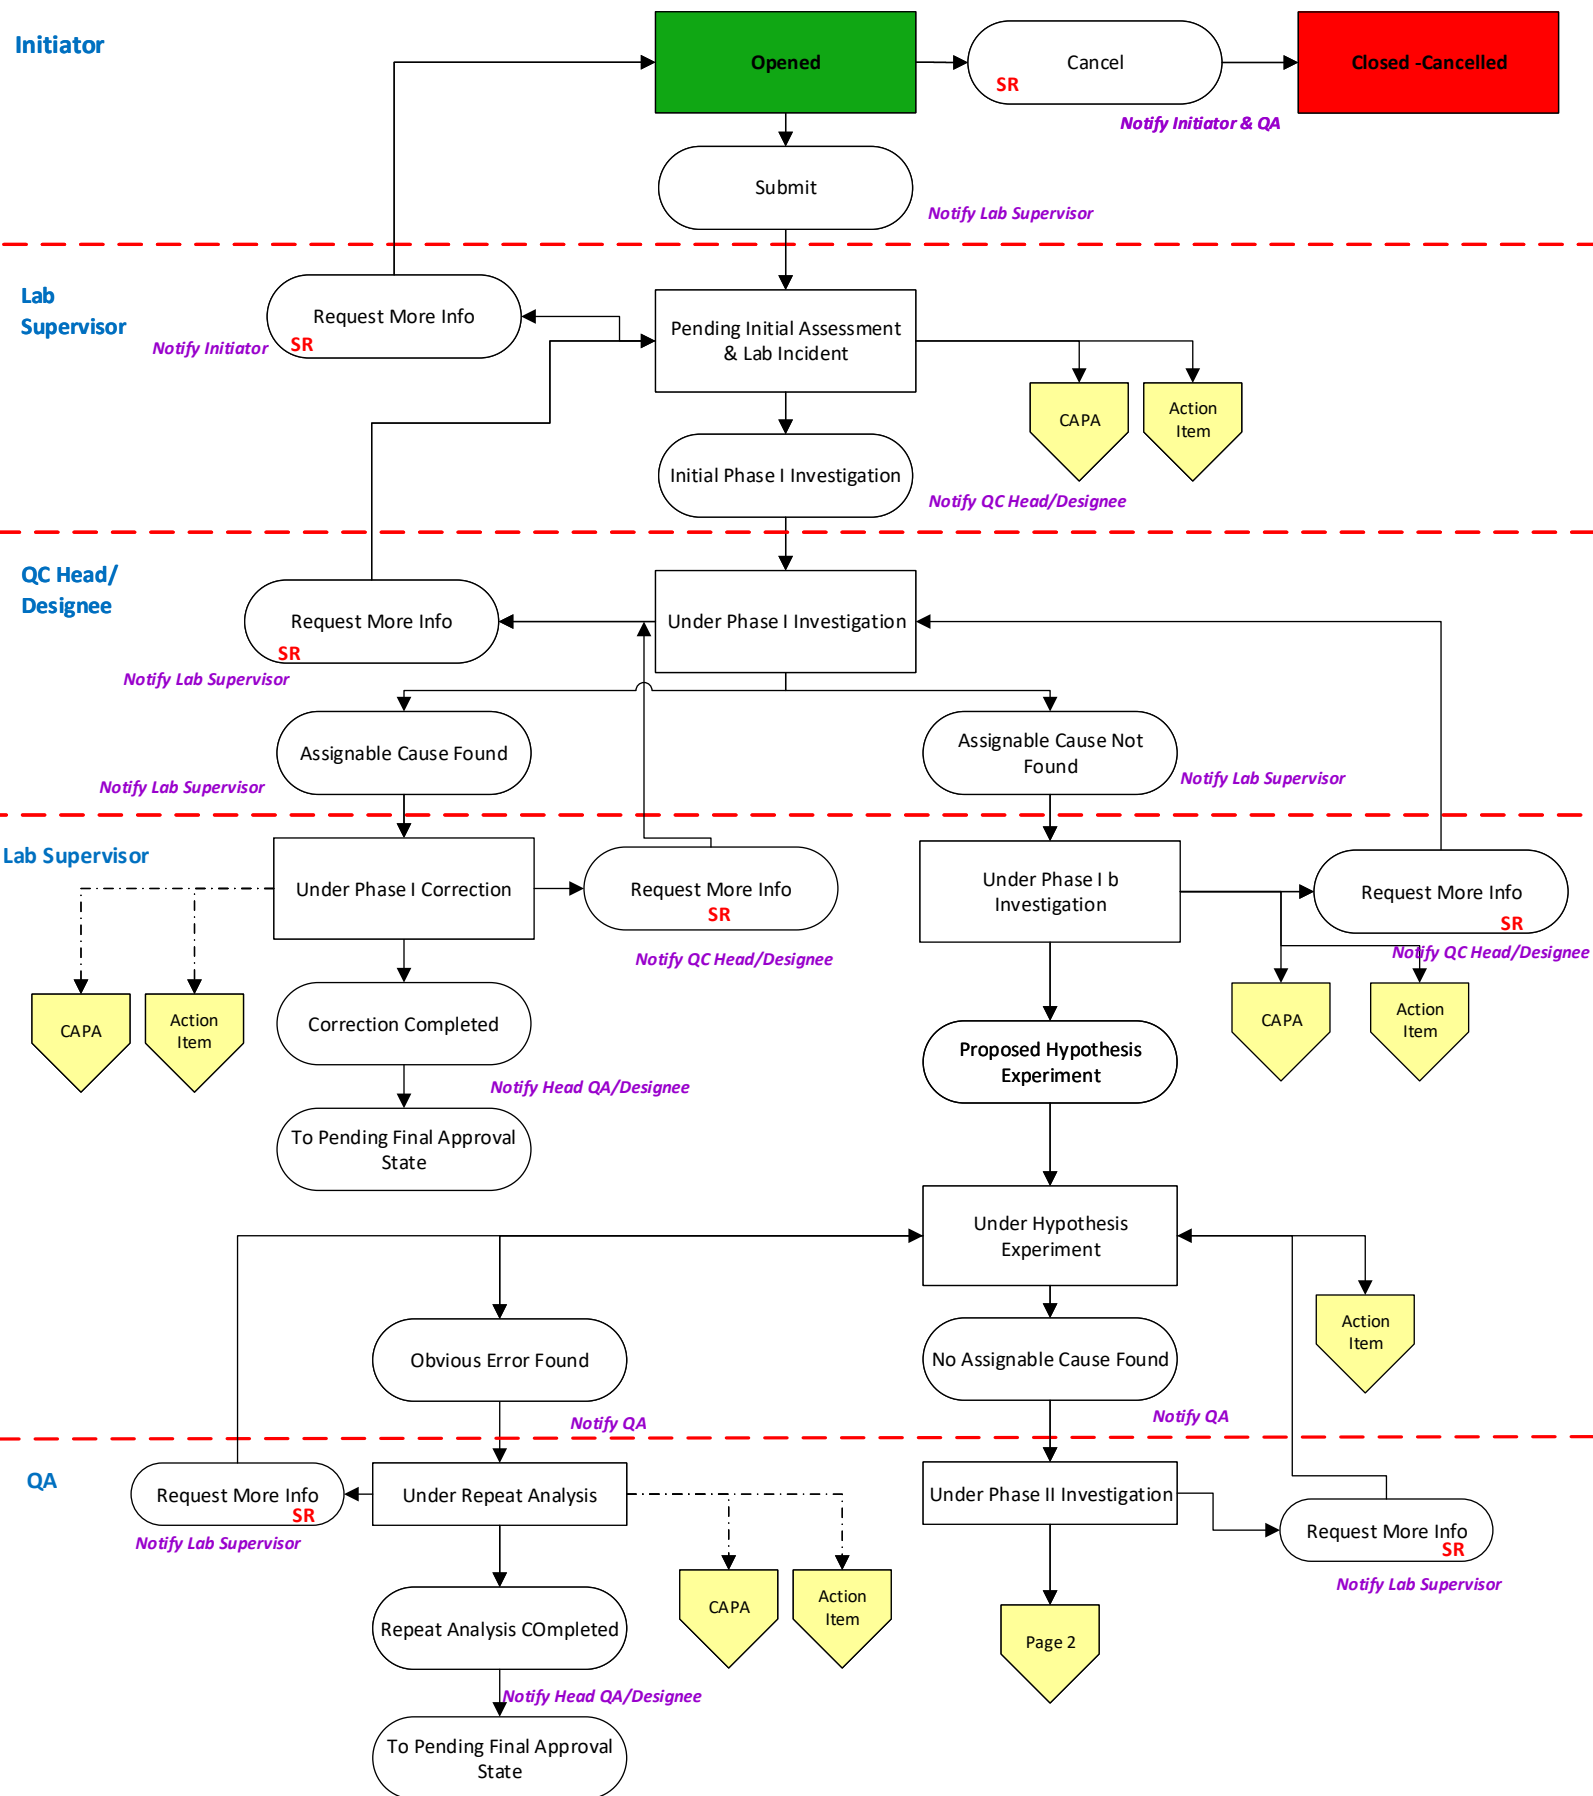 Initiator
Opened
Cancel
SR
Closed -Cancelled
Notify Initiator & QA
Submit
Notify Lab Supervisor
Lab
Supervisor
Request More Info
SR
Notify Initiator
Pending Initial Assessment
& Lab Incident
CAPA
Action
Item
Initial Phase I Investigation
Notify QC Head/Designee
QC Head/
Designee
Request More Info
SR
Notify Lab Supervisor
Under Phase I Investigation
Assignable Cause Found
Notify Lab Supervisor
Assignable Cause Not
Found
Notify Lab Supervisor
Lab Supervisor
Under Phase I Correction
Request More Info
SR
Notify QC Head/Designee
Under Phase I b
Investigation
Request More Info
SR
Notify QC Head/Designee
CAPA
Action
Item
Correction Completed
Notify Head QA/Designee
To Pending Final Approval
State
Proposed Hypothesis
Experiment
CAPA
Action
Item
Under Hypothesis
Experiment
Action
Item
Obvious Error Found
Notify QA
No Assignable Cause Found
Notify QA
QA
Request More Info
SR
Notify Lab Supervisor
Under Repeat Analysis
Under Phase II Investigation
Request More Info
SR
Notify Lab Supervisor
CAPA
Action
Item
Repeat Analysis COmpleted
Page 2
Notify Head QA/Designee
To Pending Final Approval
State